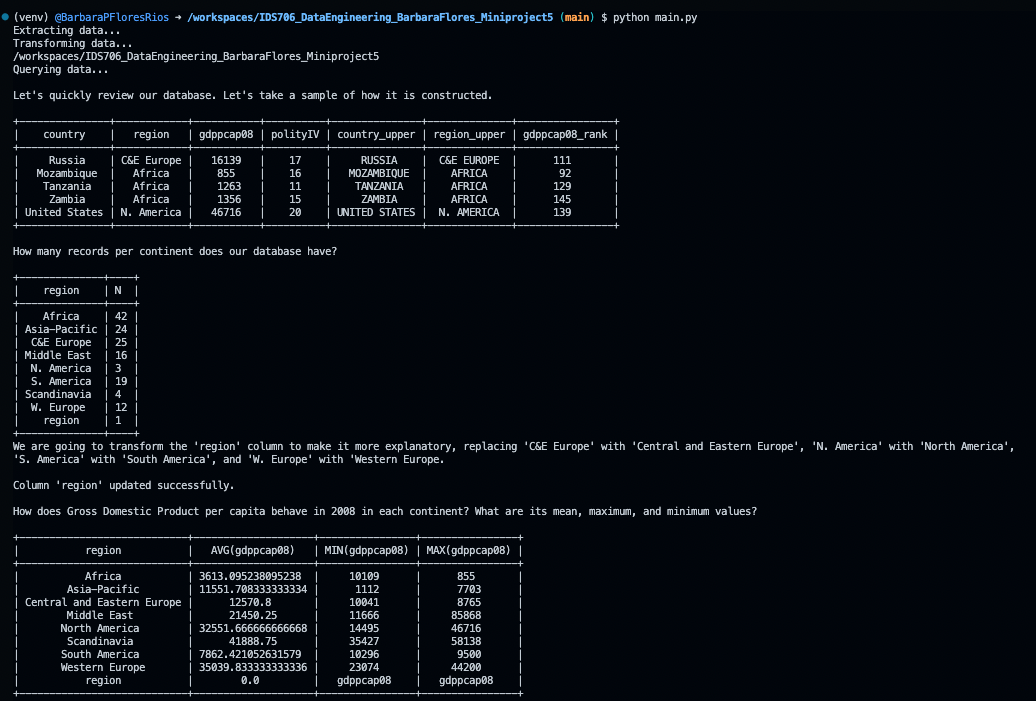 (venv) @BarbaraPFloresRios → /workspaces/IDS706_DataEngineering_BarbaraFlores_Miniproject5 (main) $ python main.py
Extracting data...
Transforming data...
/workspaces/IDS706_DataEngineering_BarbaraFlores_Miniproject5
Querying data...
Let's quickly review our database. Let's take a sample of how it is constructed.
| country | region | gdppcap08 | polityIV | country_upper | region_upper | gdppcap08_rank |
| Russia | C&E Europe | 16139 | 17 | RUSSIA | C&E EUROPE | 111 |
| Mozambique | Africa | 855 | 16 | MOZAMBIQUE | AFRICA | 92 |
| Tanzania | Africa | 1263 | 11 | TANZANIA | AFRICA | 129 |
| Zambia | Africa | 1356 | 15 | ZAMBIA | AFRICA | 145 |
| United States | N. America | 46716 | 20 | UNITED STATES | N. AMERICA | 139 |
How many records per continent does our database have?
| region | N |
| Africa | 42 |
| Asia-Pacific | 24 |
| C&E Europe | 25 |
| Middle East | 16 |
| N. America | 3 |
| S. America | 19 |
| Scandinavia | 4 |
| W. Europe | 12 |
| region | 1 |
We are going to transform the 'region' column to make it more explanatory, replacing 'C&E Europe' with 'Central and Eastern Europe', 'N. America' with 'North America',
'S. America' with 'South America', and 'W. Europe' with 'Western Europe.
Column 'region' updated successfully.
How does Gross Domestic Product per capita behave in 2008 in each continent? What are its mean, maximum, and minimum values?
| region | AVG(gdppcap08) | MIN(gdppcap08) | MAX(gdppcap08) |
| Africa | 3613.095238095238 | 10109 | 855 |
| Asia-Pacific | 11551.708333333334 | 1112 | 7703 |
| Central and Eastern Europe | 12570.8 | 10041 | 8765 |
| Middle East | 21450.25 | 11666 | 85868 |
| North America | 32551.666666666668 | 14495 | 46716 |
| Scandinavia | 41888.75 | 35427 | 58138 |
| South America | 7862.421052631579 | 10296 | 9500 |
| Western Europe | 35039.833333333336 | 23074 | 44200 |
| region | 0.0 | gdppcap08 | gdppcap08 |